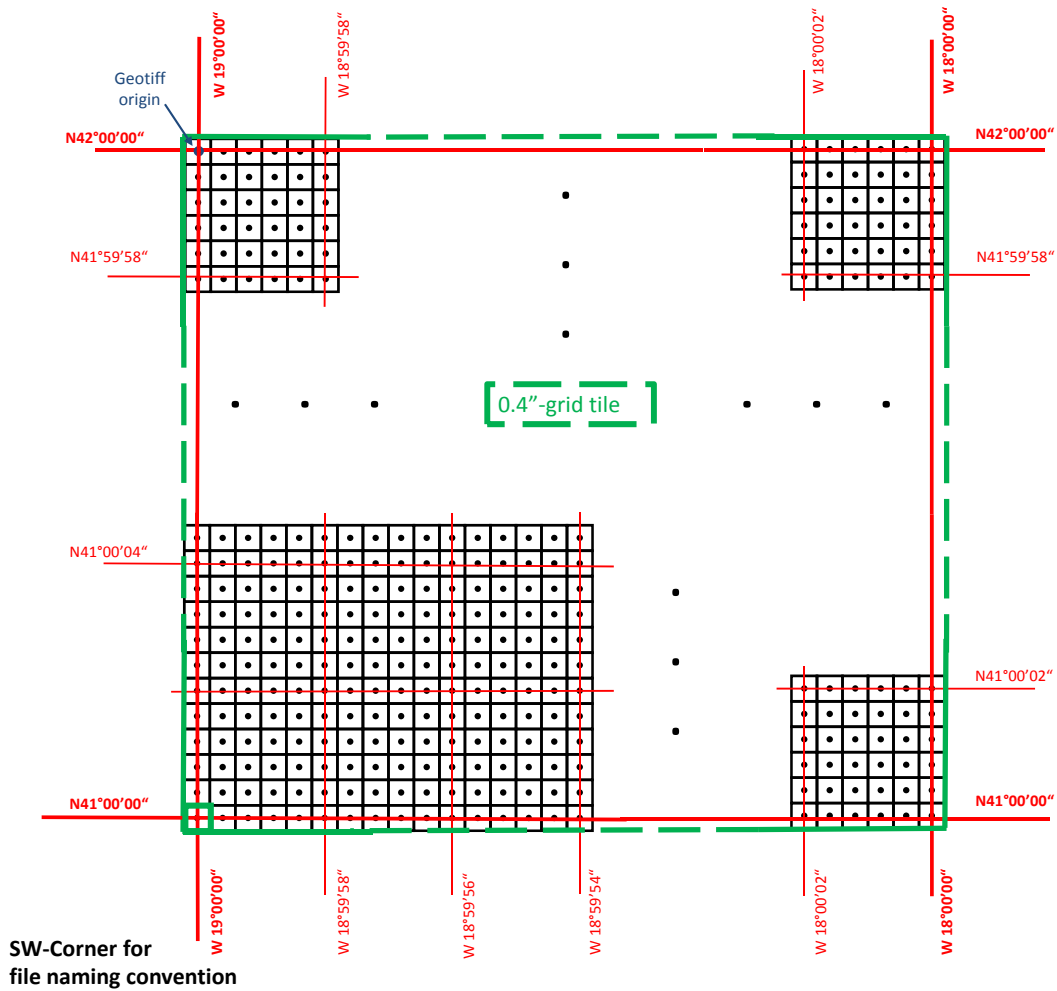 W 19°00‘00“
W 18°59‘58“
W 18°00‘02“
W 18°00‘00“
Geotiff
origin
N42°00‘00“
N42°00‘00“
N41°59‘58“
N41°59‘58“
0.4”-grid tile
N41°00‘04“
N41°00‘02“
N41°00‘00“
N41°00‘00“
W 19°00‘00“
W 18°59‘58“
W 18°59‘56“
W 18°59‘54“
W 18°00‘02“
W 18°00‘00“
SW-Corner for
file naming convention